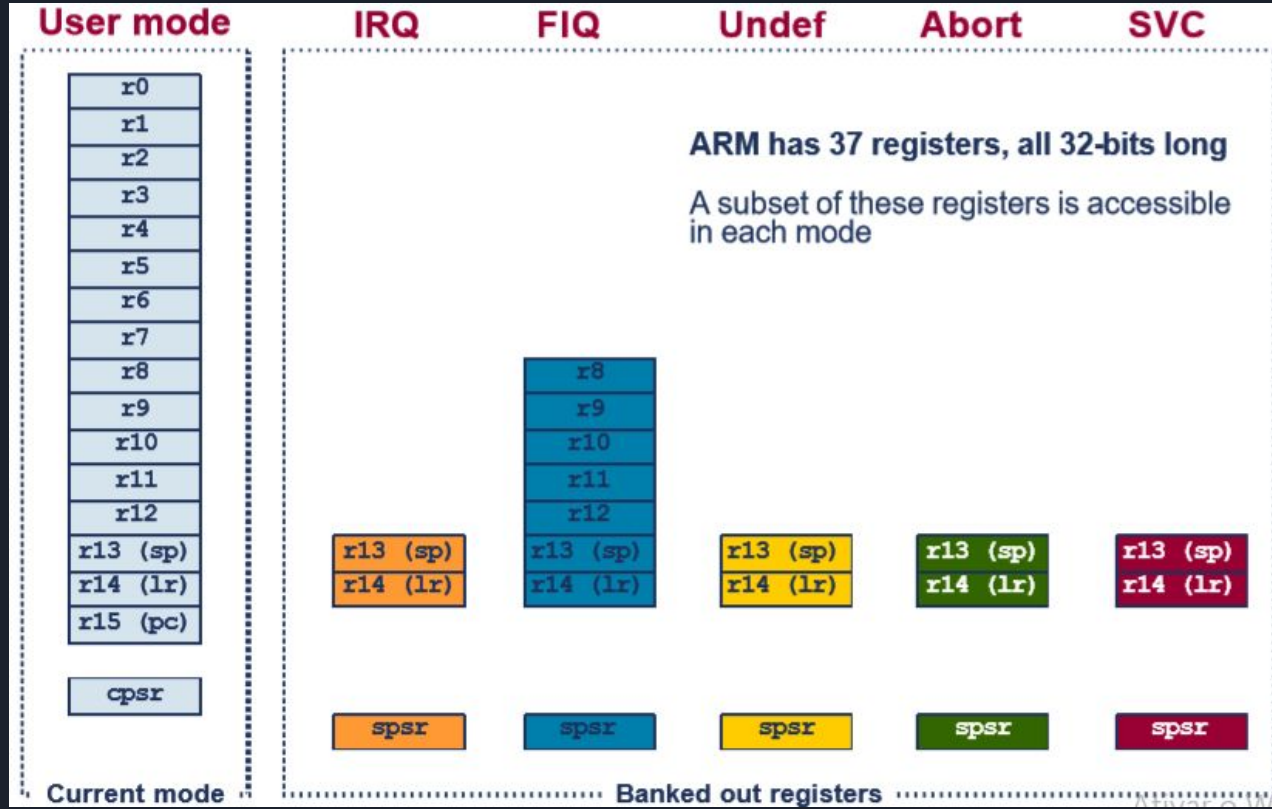 User mode
IRQ
FIQ
Undef
Abort
SVC
r0
r1
r2
r3
r4
r5
r6
r7
r8
r9
r10
r11
r12
r13 (sp)
r14 (lr)
r15 (pc)
cpsr
Current mode
ARM has 37 registers, all 32-bits long
A subset of these registers is accessible
in each mode
r13 (sp)
r14 (lr)
spsr
r8
r9
r10
r11
r12
r13 (sp)
r14 (lr)
spsr
r13 (sp)
r14 (lr)
spsr
r13 (sp)
r14 (lr)
spsr
r13 (sp)
r14 (lr)
spsr
Banked out registers